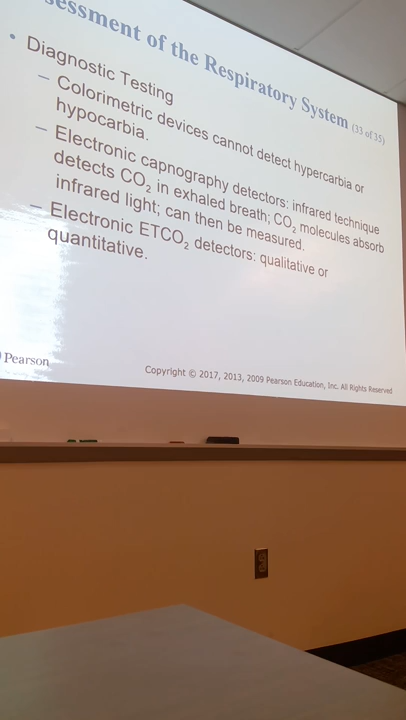 sessment of the Respiratory System (33 of 35)
• Diagnostic Testing
– Colorimetric devices cannot detect hypercarbia or
hypocarbia.
– Electronic capnography detectors: infrared technique
detects CO₂ in exhaled breath; CO₂ molecules absorb
infrared light; can then be measured.
– Electronic ETCO₂ detectors: qualitative or
quantitative.
Pearson
Copyright © 2017, 2013, 2009 Pearson Education, Inc. All Rights Reserved